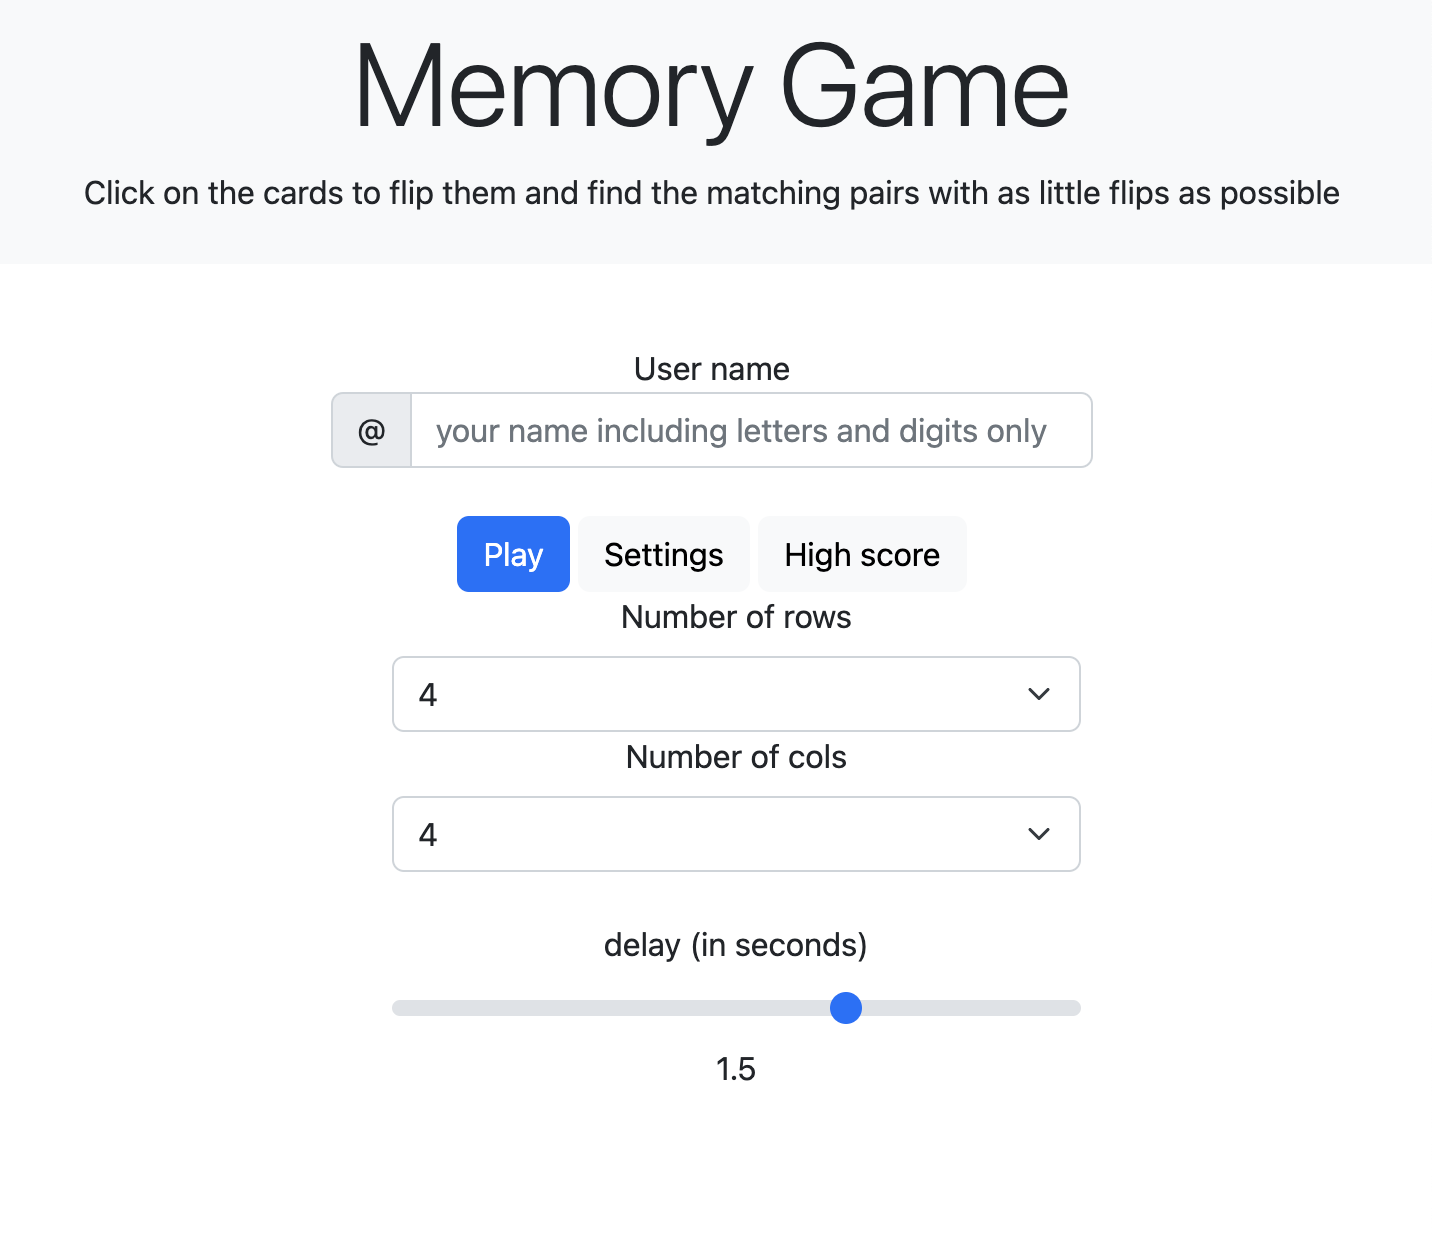 Memory Game
Click on the cards to flip them and find the matching pairs with as little flips as possible
User name
@ your name including letters and digits only
Play Settings High score
Number of rows
4
Number of cols
4
delay (in seconds)
1.5